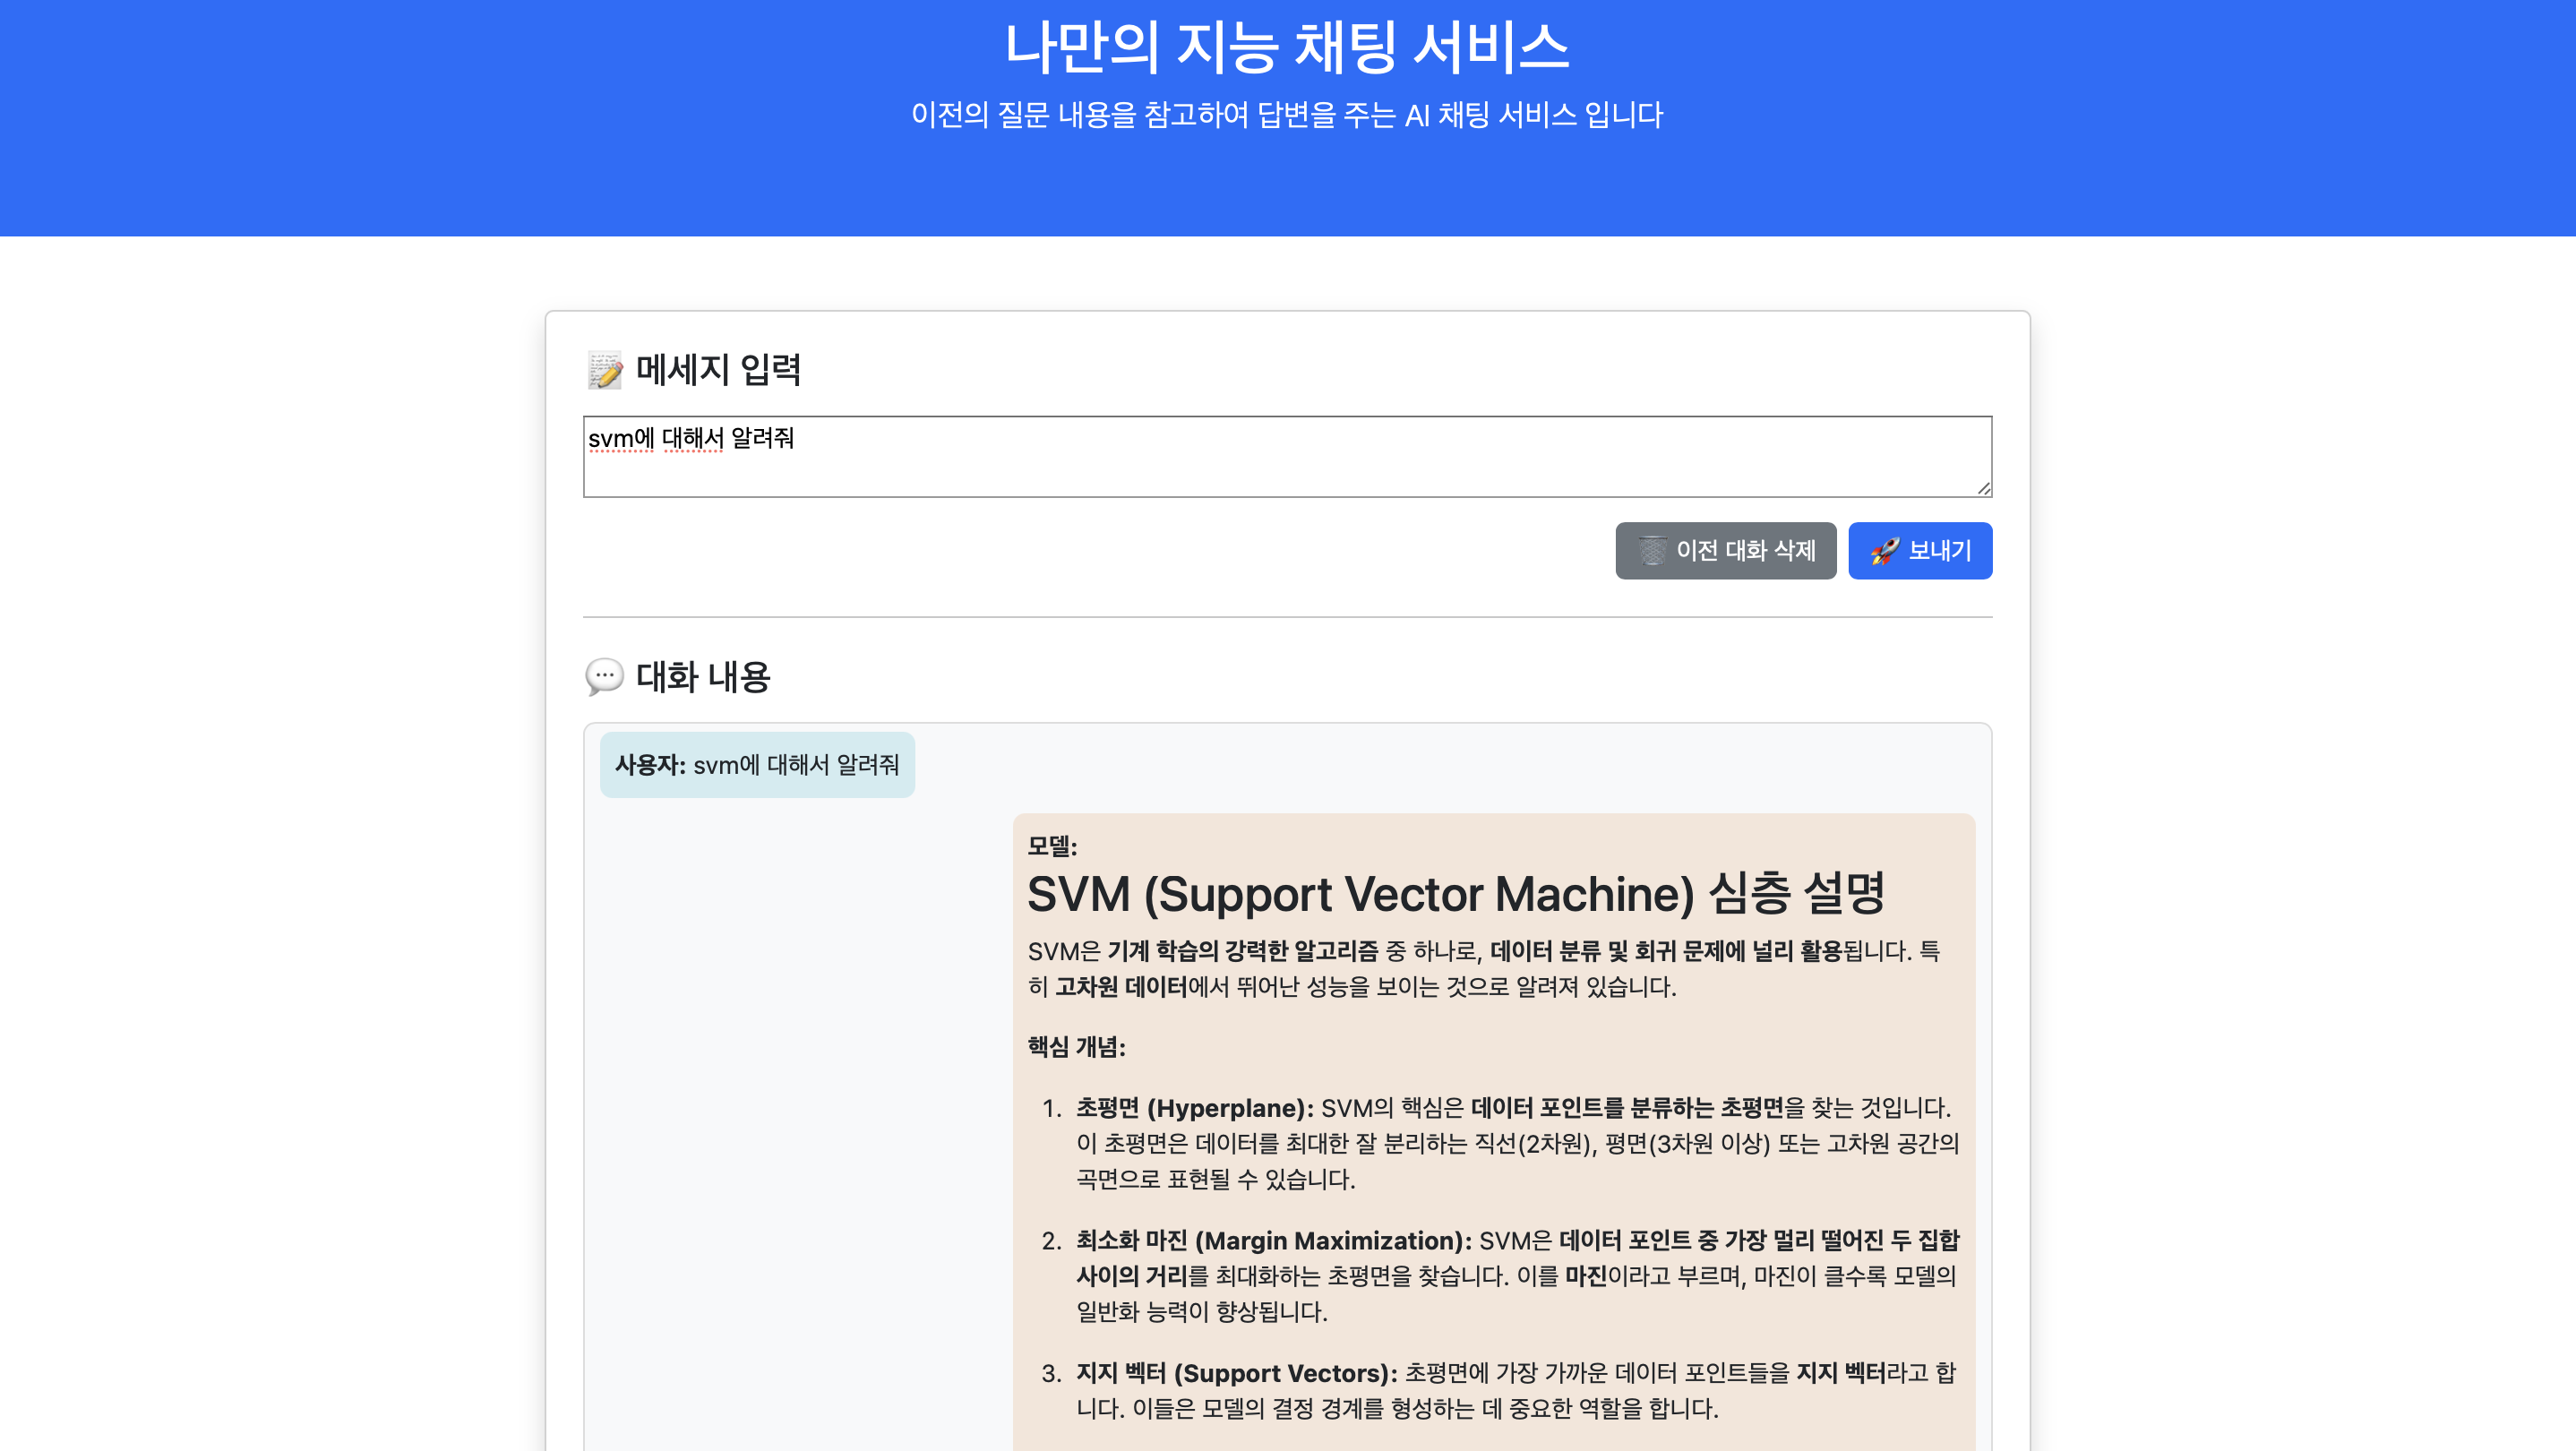 나만의 지능 채팅 서비스
이전의 질문 내용을 참고하여 답변을 주는 AI 채팅 서비스 입니다
📝 메세지 입력
svm에 대해서 알려줘
🗑️ 이전 대화 삭제
🚀 보내기
💬 대화 내용
사용자: svm에 대해서 알려줘
모델:
SVM (Support Vector Machine) 심층 설명
SVM은 기계 학습의 강력한 알고리즘 중 하나로, 데이터 분류 및 회귀 문제에 널리 활용됩니다. 특
히 고차원 데이터에서 뛰어난 성능을 보이는 것으로 알려져 있습니다.
핵심 개념:
1. 초평면 (Hyperplane): SVM의 핵심은 데이터 포인트를 분류하는 초평면을 찾는 것입니다.
이 초평면은 데이터를 최대한 잘 분리하는 직선(2차원), 평면(3차원 이상) 또는 고차원 공간의
곡면으로 표현될 수 있습니다.
2. 최소화 마진 (Margin Maximization): SVM은 데이터 포인트 중 가장 멀리 떨어진 두 집합
사이의 거리를 최대화하는 초평면을 찾습니다. 이를 마진이라고 부르며, 마진이 클수록 모델의
일반화 능력이 향상됩니다.
3. 지지 벡터 (Support Vectors): 초평면에 가장 가까운 데이터 포인트들을 지지 벡터라고 합
니다. 이들은 모델의 결정 경계를 형성하는 데 중요한 역할을 합니다.